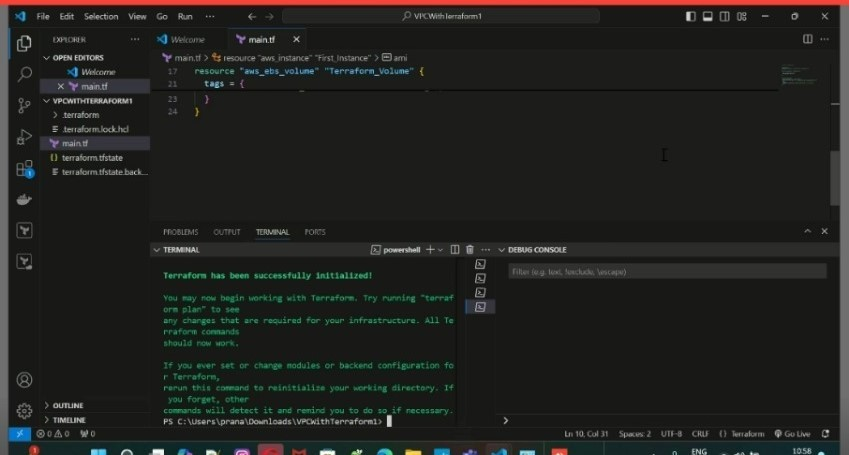 File Edit Selection View Go Run ··· VPCWithTerraform1
EXPLORER ···
OPEN EDITORS
Welcome
main.tf
VPCWITHTERRAFORM1
.terraform
.terraform.lock.hcl
main.tf
terraform.tfstate
terraform.tfstate.back...
OUTLINE
TIMELINE
Welcome main.tf
main.tf > resource "aws_instance" "First_Instance" > ami
17 resource "aws_ebs_volume" "Terraform_Volume" {
21 tags = {
23 }
24 }
PROBLEMS OUTPUT TERMINAL PORTS
TERMINAL powershell
Terraform has been successfully initialized!
You may now begin working with Terraform. Try running "terraf
orm plan" to see
any changes that are required for your infrastructure. All Te
rraform commands
should now work.
If you ever set or change modules or backend configuration fo
r Terraform,
rerun this command to reinitialize your working directory. If
you forget, other
commands will detect it and remind you to do so if necessary.
PS C:\Users\prana\Downloads\VPCWithTerraform1>
DEBUG CONSOLE
Filter (e.g. text, !exclude, \escape)
0 0 0 Ln 10, Col 31 Spaces: 2 UTF-8 CRLF {} Terraform Go Live
ENG 10:58